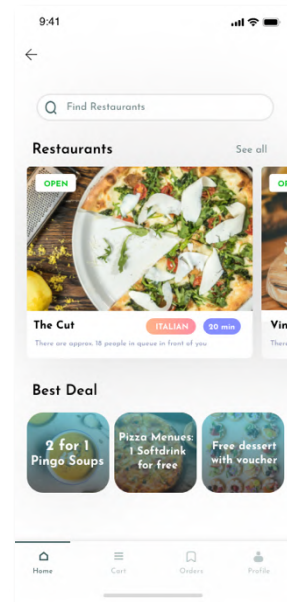 9:41
Find Restaurants
Restaurants
See all
OPEN
The Cut
ITALIAN
20 min
There are approx. 18 people in queue in front of you
Best Deal
2 for 1
Pingo Soups
Pizza Menues:
1 Softdrink
for free
Free dessert
with voucher
Home
Cart
Orders
Profile